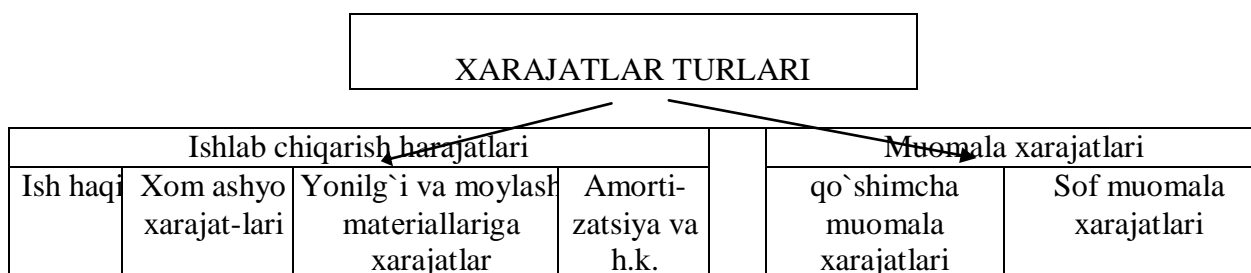 XARAJATLAR TURLARI
Ishlab chiqarish harajatlari
Muomala xarajatlari
Ish haqi
Xom ashyo
xarajat-lari
Yonilg`i va moylash
materiallariga
xarajatlar
Amorti-
zatsiya va
h.k.
qo`shimcha
muomala
xarajatlari
Sof muomala
xarajatlari